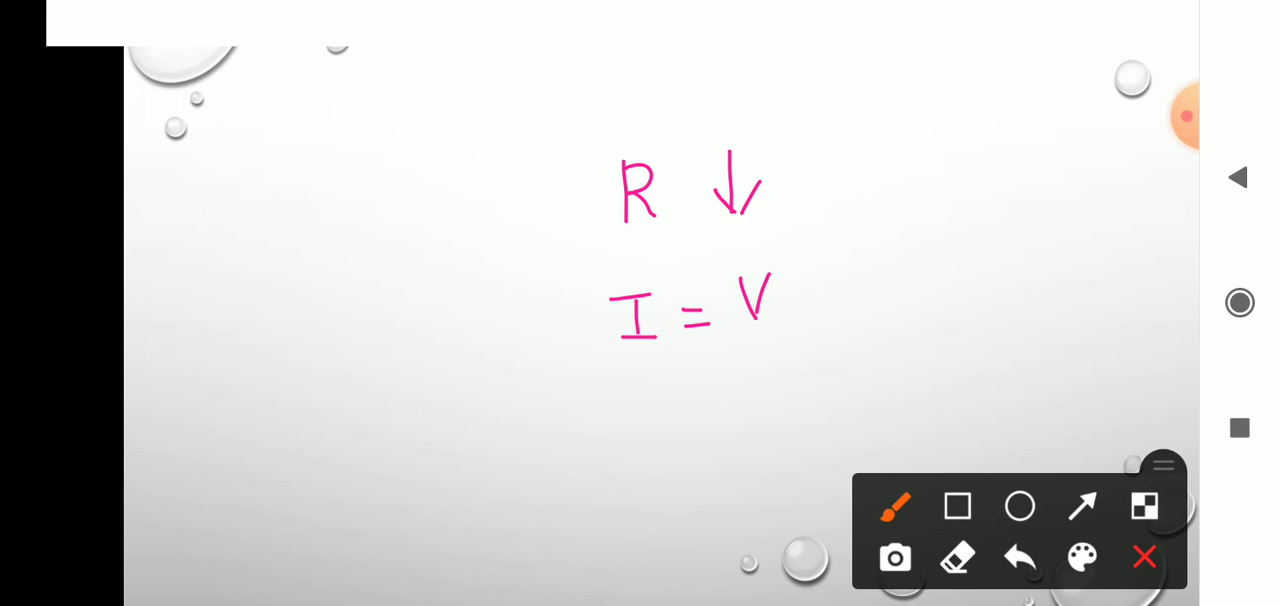 R ↓
I = V